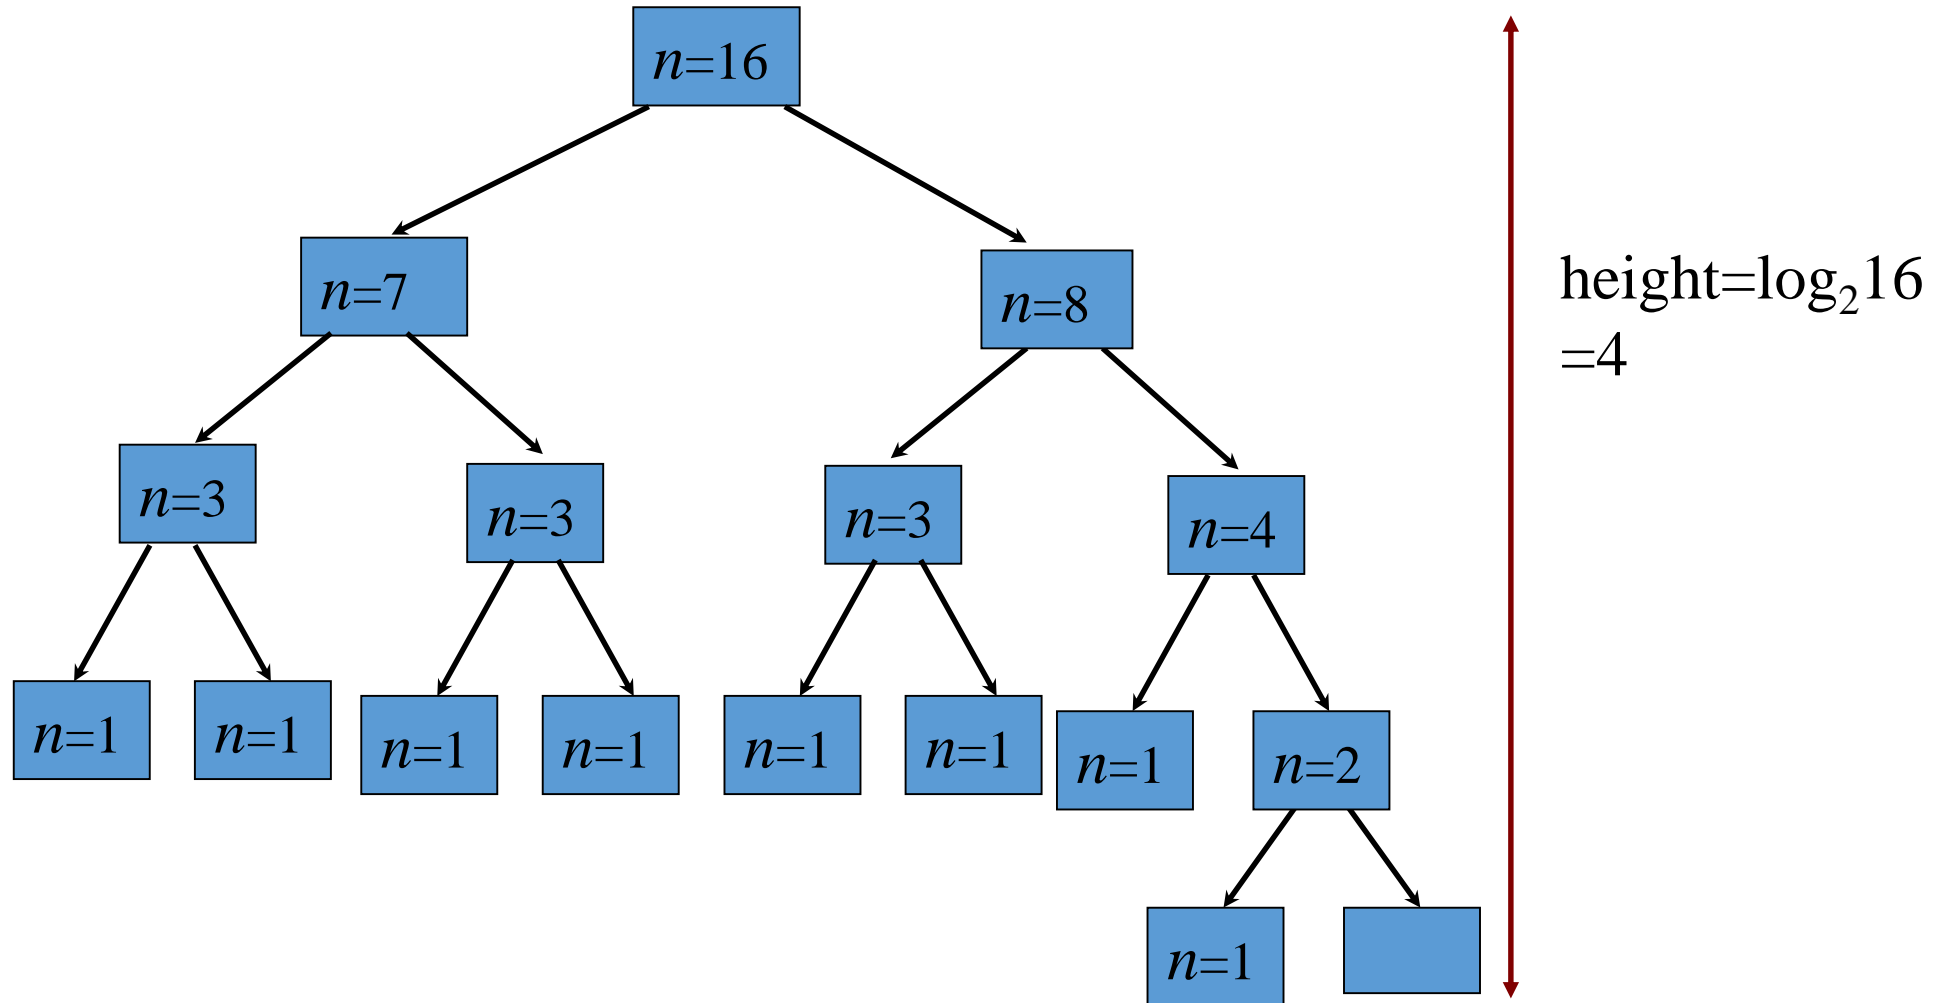 n=16
n=7
n=8
height=log₂16
=4
n=3
n=3
n=3
n=4
n=1
n=1
n=1
n=1
n=1
n=1
n=1
n=2
n=1